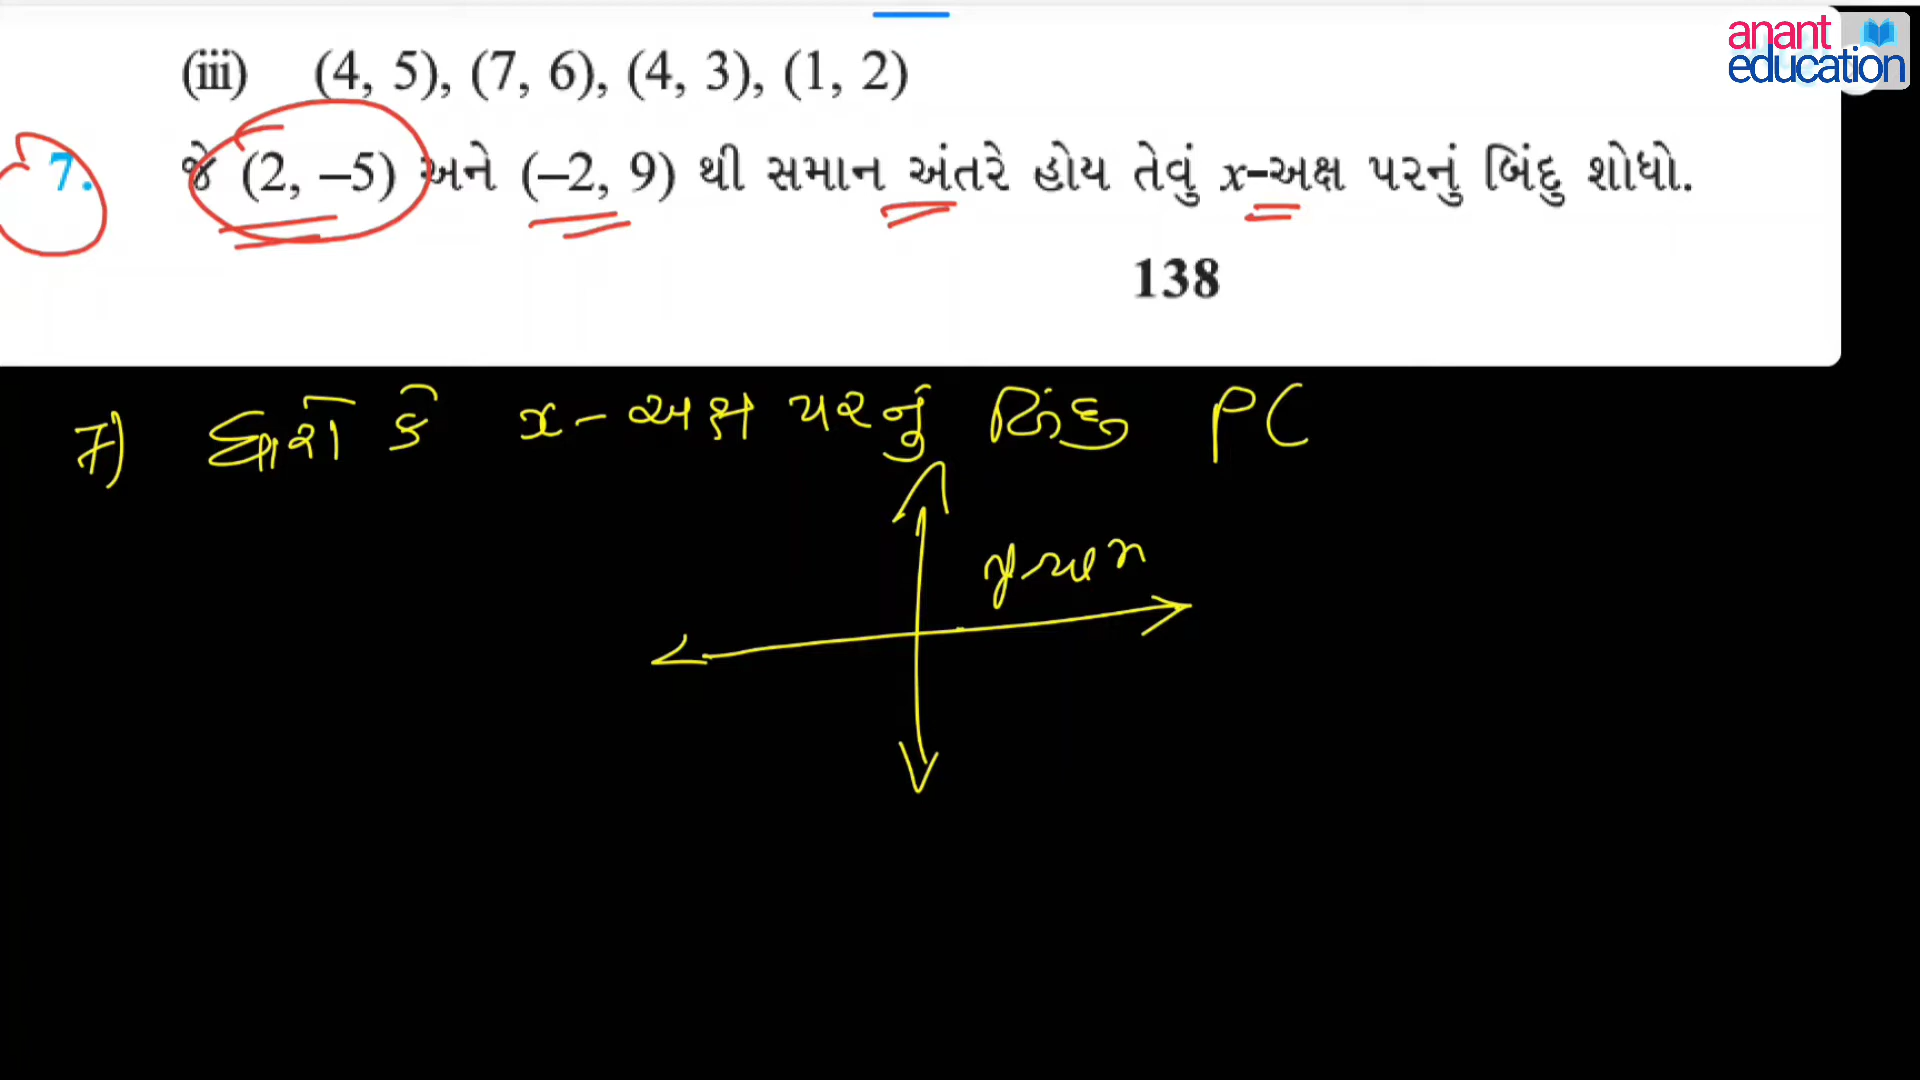 anant
education
(iii) (4, 5), (7, 6), (4, 3), (1, 2)
7. જે (2, –5) અને (–2, 9) થી સમાન અંતરે હોય તેવું x–અક્ષ પરનું બિંદુ શોધો.
138
7) ધારો કે x - અક્ષ પરનું બિંદુ P(